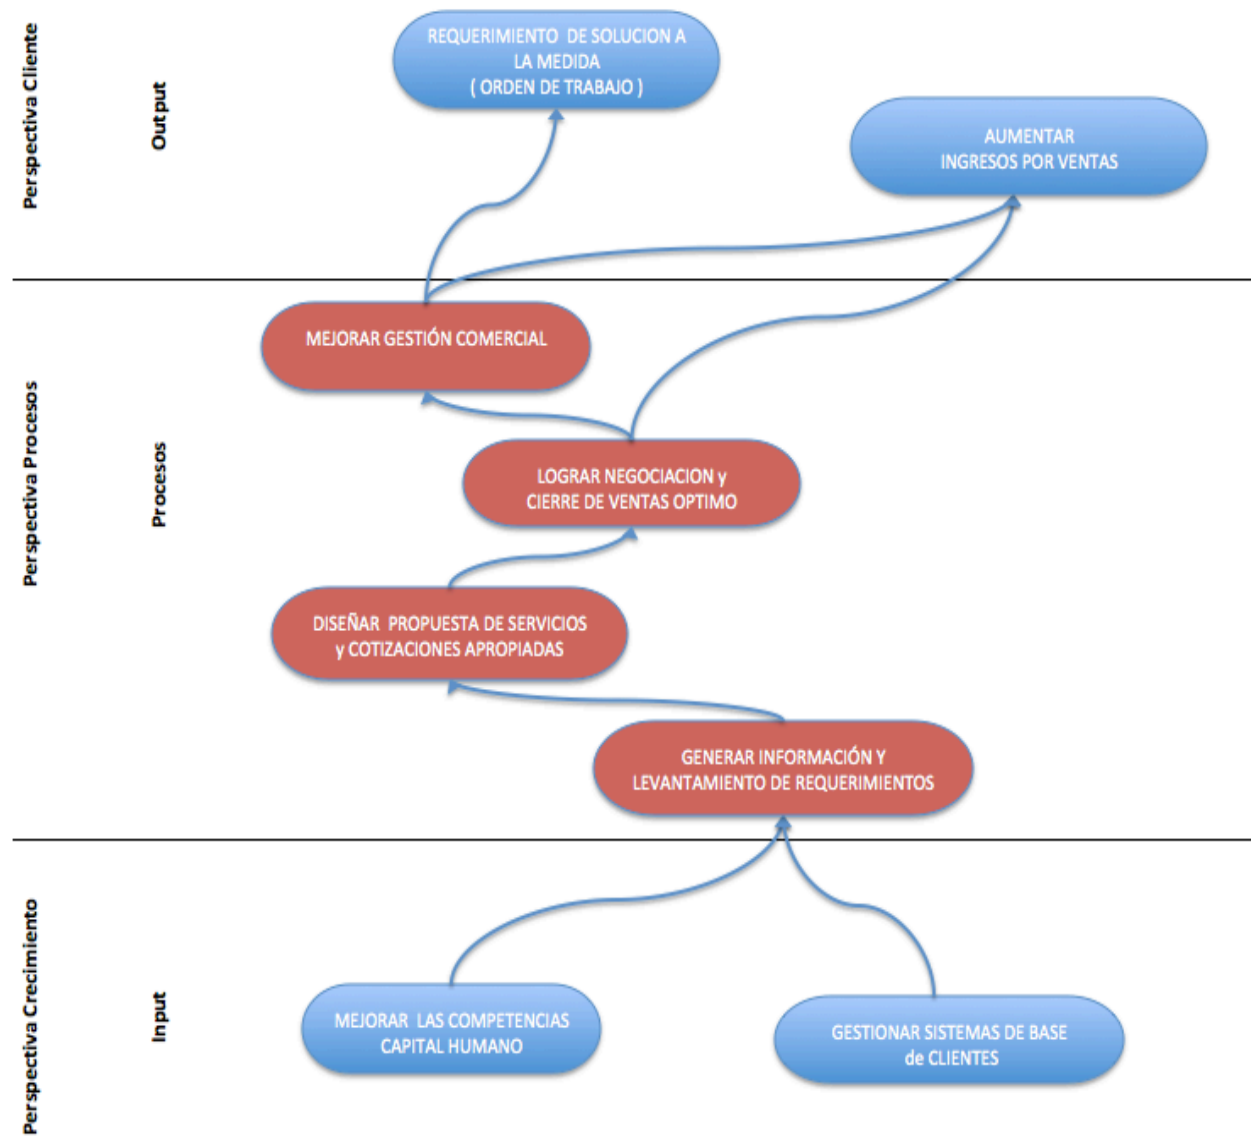 Perspectiva Cliente
Output
REQUERIMIENTO DE SOLUCION A
LA MEDIDA
( ORDEN DE TRABAJO )
AUMENTAR
INGRESOS POR VENTAS
Perspectiva Procesos
Procesos
MEJORAR GESTIÓN COMERCIAL
LOGRAR NEGOCIACION y
CIERRE DE VENTAS OPTIMO
DISEÑAR PROPUESTA DE SERVICIOS
y COTIZACIONES APROPIADAS
GENERAR INFORMACIÓN Y
LEVANTAMIENTO DE REQUERIMIENTOS
Perspectiva Crecimiento
Input
MEJORAR LAS COMPETENCIAS
CAPITAL HUMANO
GESTIONAR SISTEMAS DE BASE
de CLIENTES